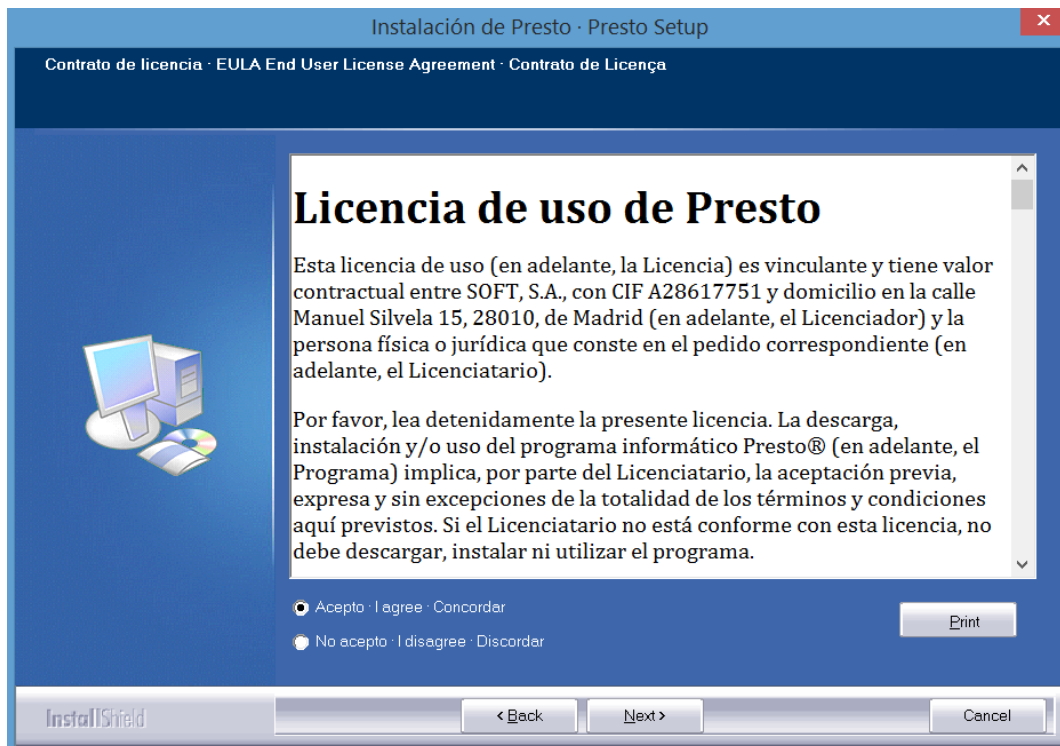 Instalación de Presto · Presto Setup
x
Contrato de licencia · EULA End User License Agreement · Contrato de Licença
Licencia de uso de Presto
Esta licencia de uso (en adelante, la Licencia) es vinculante y tiene valor
contractual entre SOFT, S.A., con CIF A28617751 y domicilio en la calle
Manuel Silvela 15, 28010, de Madrid (en adelante, el Licenciador) y la
persona física o jurídica que conste en el pedido correspondiente (en
adelante, el Licenciatario).
Por favor, lea detenidamente la presente licencia. La descarga,
instalación y/o uso del programa informático Presto® (en adelante, el
Programa) implica, por parte del Licenciatario, la aceptación previa,
expresa y sin excepciones de la totalidad de los términos y condiciones
aquí previstos. Si el Licenciatario no está conforme con esta licencia, no
debe descargar, instalar ni utilizar el programa.
Acepto · I agree · Concordar
Print
No acepto · I disagree · Discordar
InstallShield
< Back
Next >
Cancel